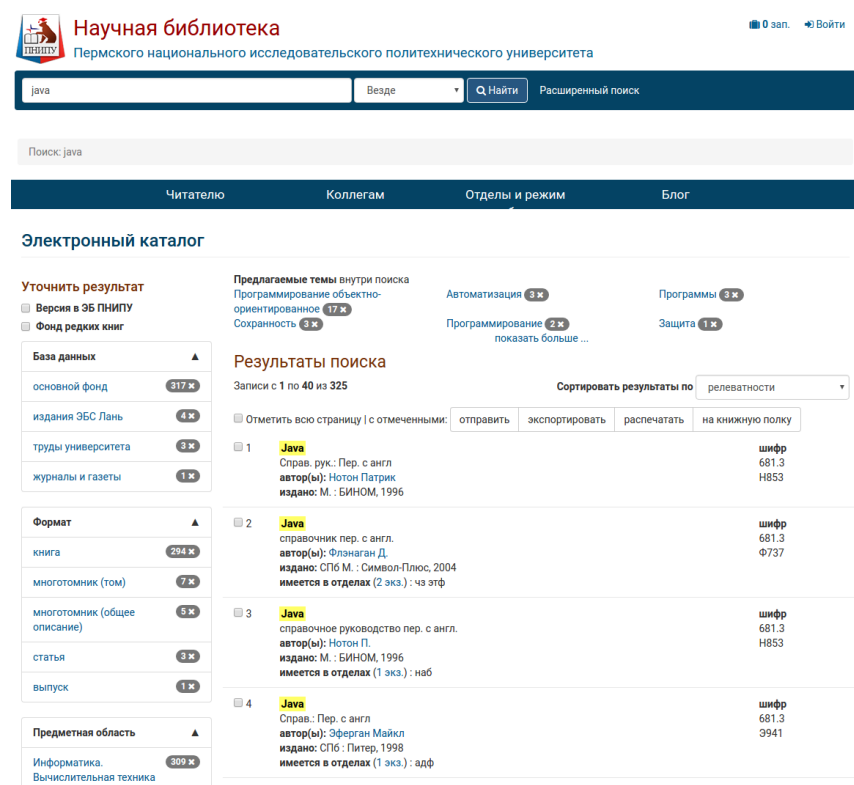 ПНИПУ
Научная библиотека
Пермского национального исследовательского политехнического университета
0 зап. Войти
java Везде Найти Расширенный поиск
Поиск: java
Читателю Коллегам Отделы и режим Блог
Электронный каталог
Уточнить результат
Версия в ЭБ ПНИПУ
Фонд редких книг
База данных ▲
основной фонд 317 ×
издания ЭБС Лань 4 ×
труды университета 3 ×
журналы и газеты 1 ×
Формат ▲
книга 294 ×
многотомник (том) 7 ×
многотомник (общее 5 ×
описание)
статья 3 ×
выпуск 1 ×
Предметная область ▲
Информатика. 309 ×
Вычислительная техника
Предлагаемые темы внутри поиска
Программирование объектно-
ориентированное 17 ×
Автоматизация 3 ×
Программы 3 ×
Сохранность 3 ×
Программирование 2 ×
Защита 1 ×
показать больше ...
Результаты поиска
Записи с 1 по 40 из 325
Сортировать результаты по релеватности
Отметить всю страницу | с отмеченными: отправить экспортировать распечатать на книжную полку
1 Java шифр
Справ. рук.: Пер. с англ 681.3
автор(ы): Нотон Патрик Н853
издано: М. : БИНОМ, 1996
2 Java шифр
справочник пер. с англ. 681.3
автор(ы): Флэнаган Д. Ф737
издано: СПб М. : Символ-Плюс, 2004
имеется в отделах (2 экз.) : чз этф
3 Java шифр
справочное руководство пер. с англ. 681.3
автор(ы): Нотон П. Н853
издано: М. : БИНОМ, 1996
имеется в отделах (1 экз.) : наб
4 Java шифр
Справ.: Пер. с англ 681.3
автор(ы): Эферган Майкл Э941
издано: СПб : Питер, 1998
имеется в отделах (1 экз.) : адф